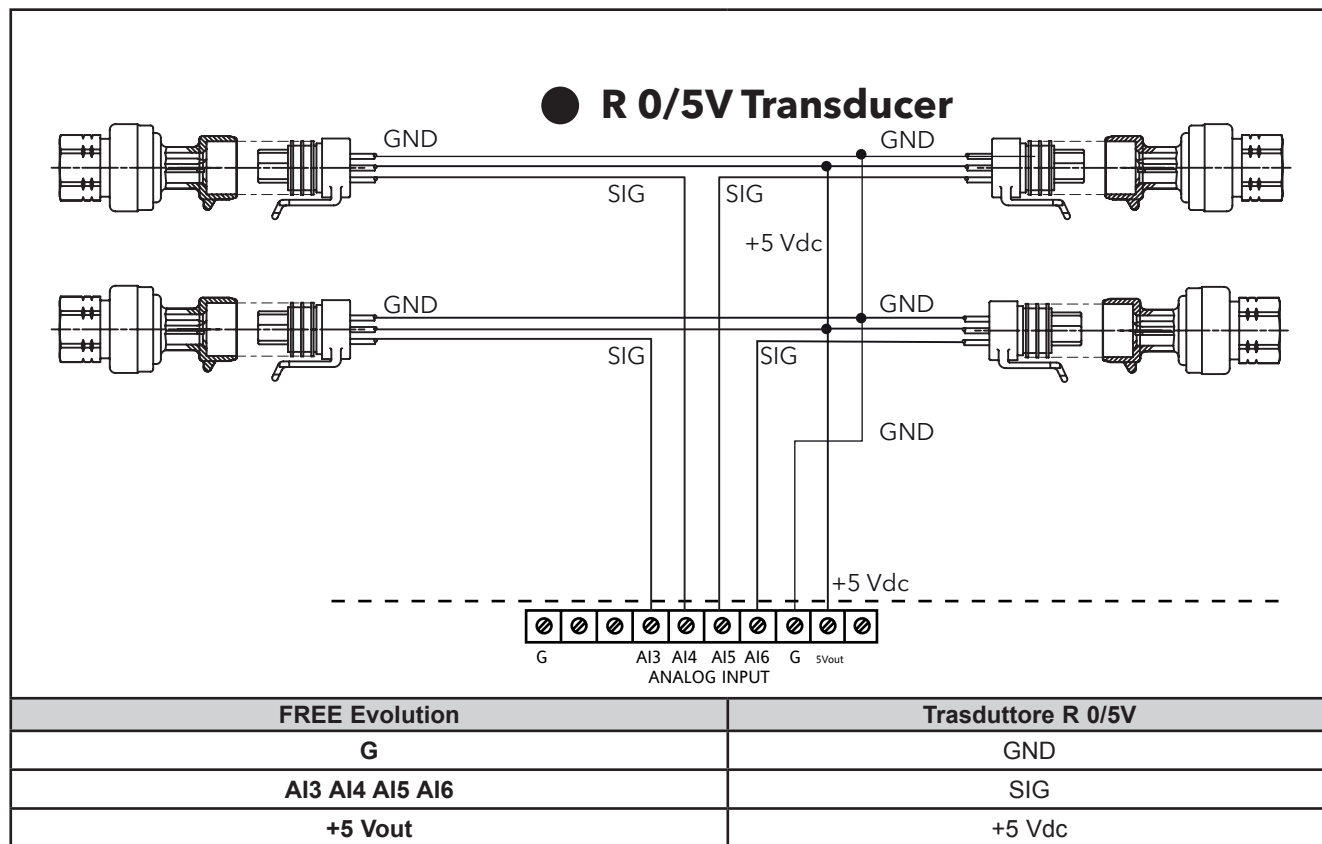 ● R 0/5V Transducer
GND GND
SIG SIG
+5 Vdc
GND GND
SIG SIG
GND
+5 Vdc
G AI3 AI4 AI5 AI6 G 5Vout
ANALOG INPUT
FREE Evolution Trasduttore R 0/5V
G GND
AI3 AI4 AI5 AI6 SIG
+5 Vout +5 Vdc